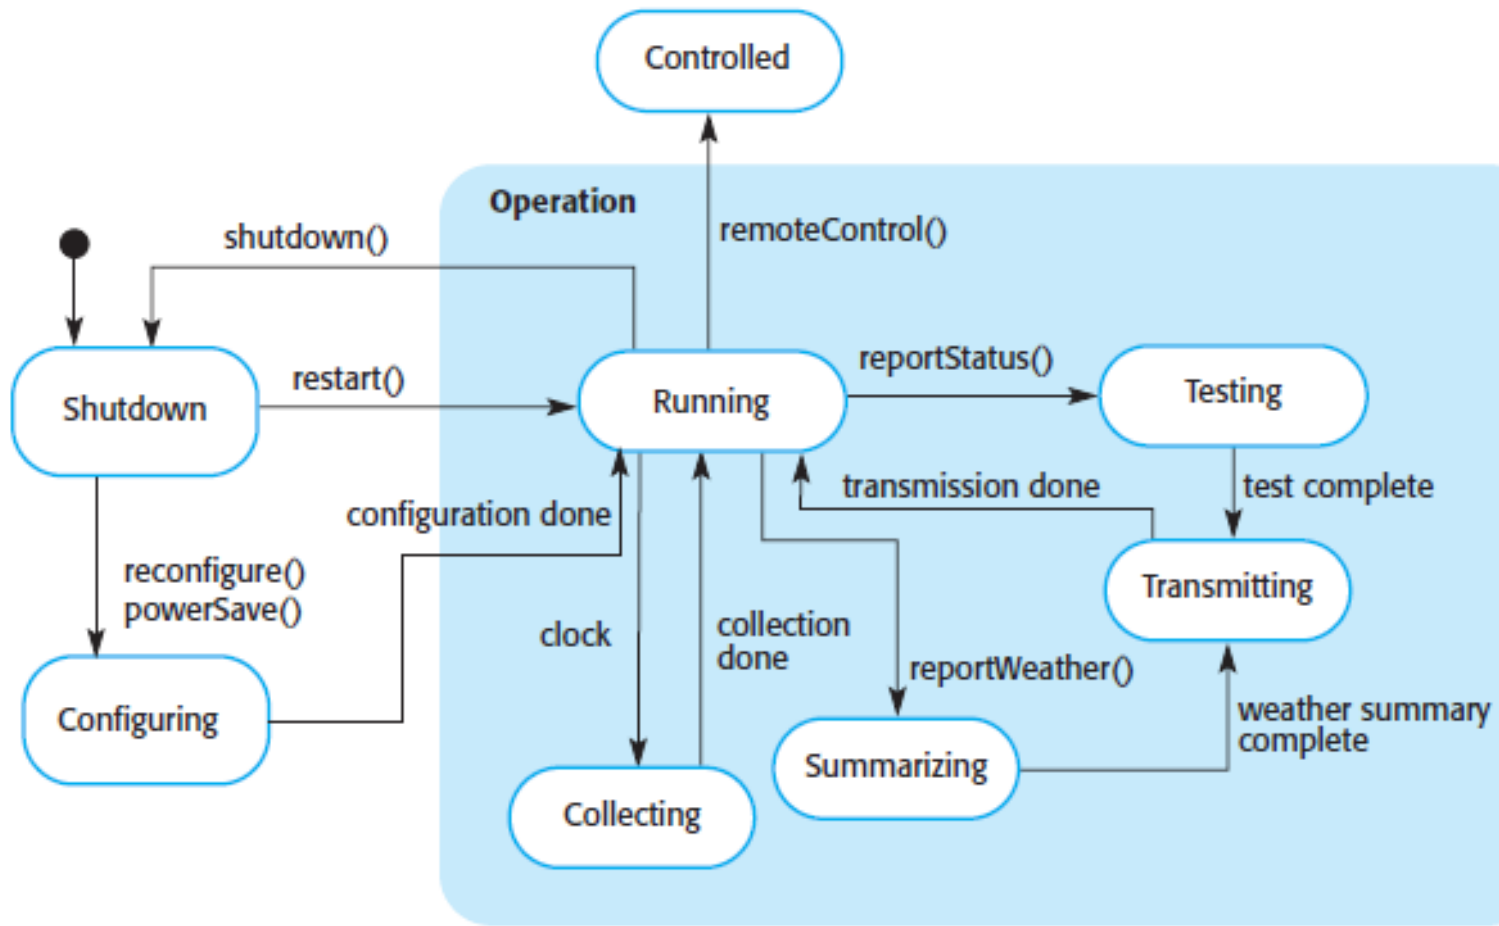 Controlled
Operation
remoteControl()
shutdown()
reportStatus()
restart()
Shutdown
Running
Testing
transmission done
test complete
configuration done
reconfigure()
powerSave()
Transmitting
clock
collection
done
reportWeather()
weather summary
complete
Configuring
Summarizing
Collecting